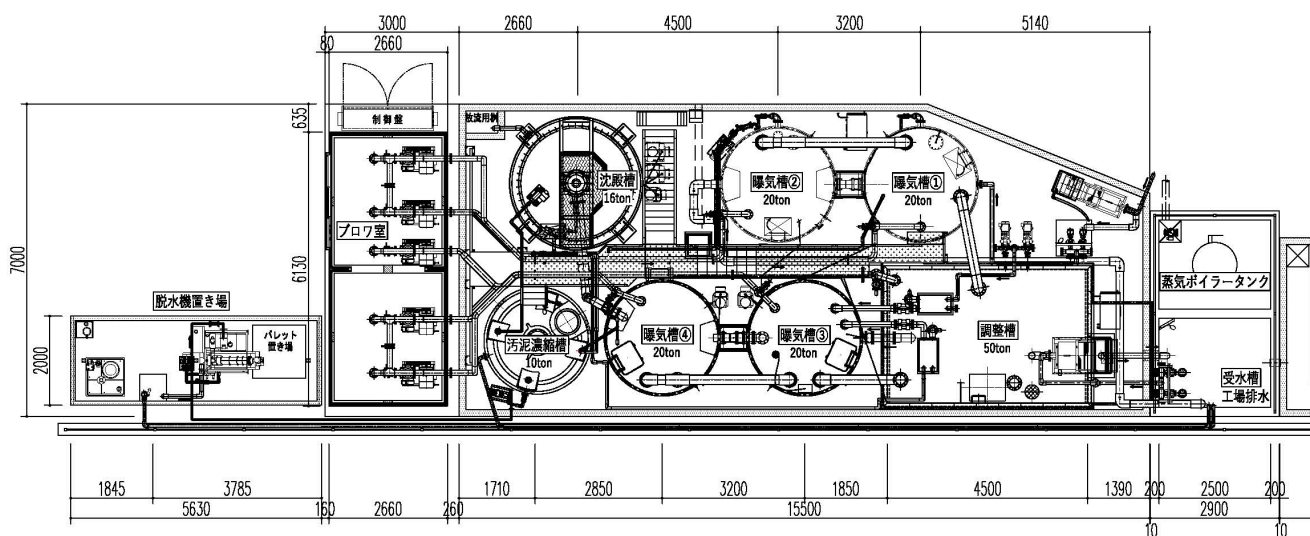 3000
2660
4500
3200
5140
80
2660
635
制御盤
放流用桝
沈殿槽
16ton
曝気槽②
20ton
曝気槽①
20ton
7000
ブロワ室
6130
蒸気ボイラータンク
脱水機置き場
パレット
置き場
2000
汚泥濃縮槽
10ton
曝気槽④
20ton
曝気槽③
20ton
調整槽
50ton
受水槽
工場排水
1845
3785
1710
2850
3200
1850
4500
1390
200
2500
200
5630
160
2660
260
15500
2900
10
10